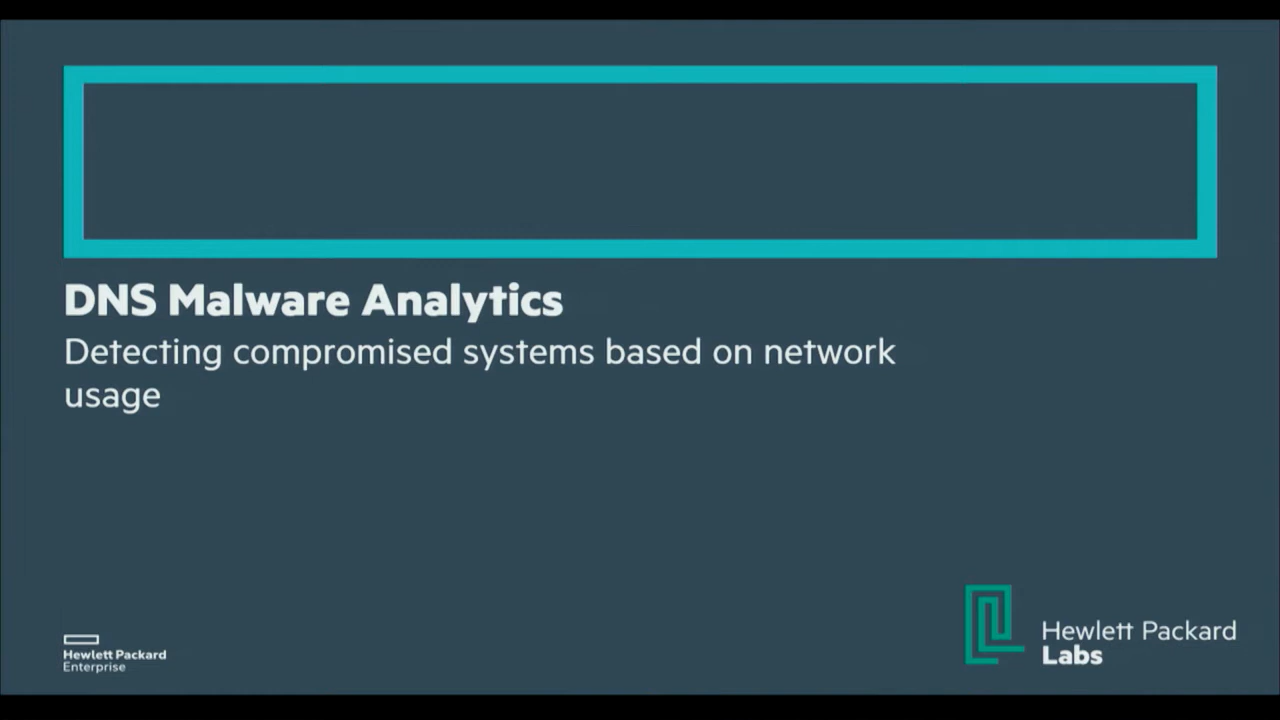 DNS Malware Analytics
Detecting compromised systems based on network
usage
Hewlett Packard
Enterprise
Hewlett Packard
Labs